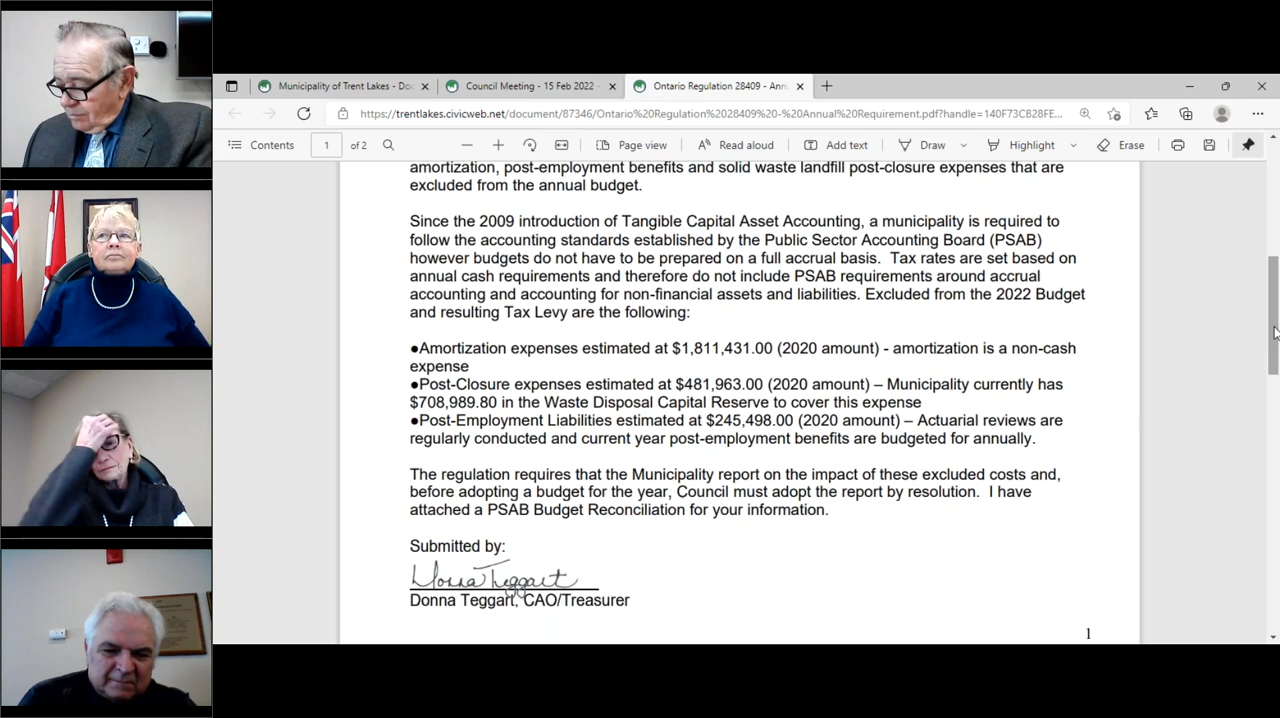 Municipality of Trent Lakes - Doc
Council Meeting - 15 Feb 2022 -
Ontario Regulation 28409 - Ann
https://trentlakes.civicweb.net/document/87346/Ontario%20Regulation%2028409%20-%20Annual%20Requirement.pdf?handle=140F73CB28FE...
Contents
1
of 2
Page view
Read aloud
Add text
Draw
Highlight
Erase
amortization, post-employment benefits and solid waste landfill post-closure expenses that are
excluded from the annual budget.
Since the 2009 introduction of Tangible Capital Asset Accounting, a municipality is required to
follow the accounting standards established by the Public Sector Accounting Board (PSAB)
however budgets do not have to be prepared on a full accrual basis. Tax rates are set based on
annual cash requirements and therefore do not include PSAB requirements around accrual
accounting and accounting for non-financial assets and liabilities. Excluded from the 2022 Budget
and resulting Tax Levy are the following:
●Amortization expenses estimated at $1,811,431.00 (2020 amount) - amortization is a non-cash
expense
●Post-Closure expenses estimated at $481,963.00 (2020 amount) – Municipality currently has
$708,989.80 in the Waste Disposal Capital Reserve to cover this expense
●Post-Employment Liabilities estimated at $245,498.00 (2020 amount) – Actuarial reviews are
regularly conducted and current year post-employment benefits are budgeted for annually.
The regulation requires that the Municipality report on the impact of these excluded costs and,
before adopting a budget for the year, Council must adopt the report by resolution. I have
attached a PSAB Budget Reconciliation for your information.
Submitted by:
Donna Teggart
Donna Teggart, CAO/Treasurer
1